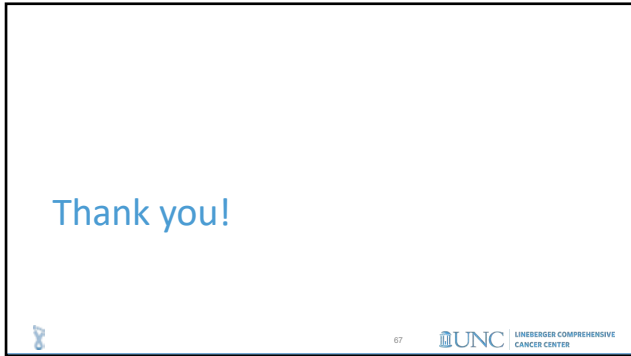 Thank you!
67
UNC LINEBERGER COMPREHENSIVE
CANCER CENTER